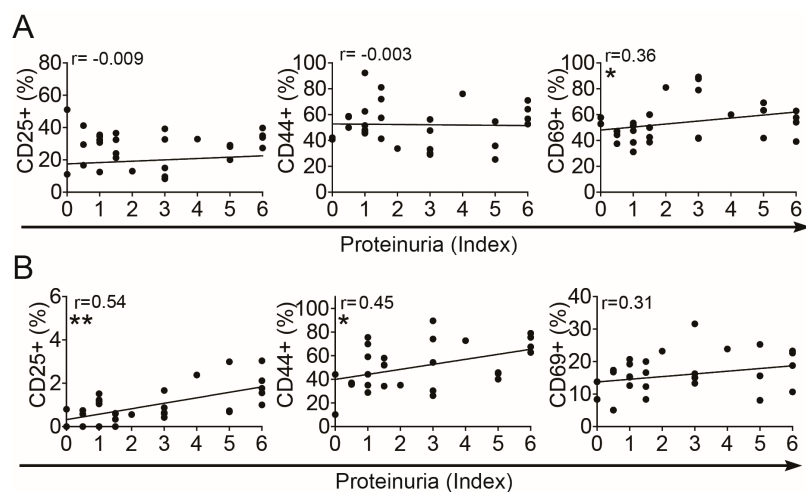 A
r= -0.009
CD25+ (%)
80
60
40
20
0
0 1 2 3 4 5 6
r= -0.003
CD44+ (%)
100
80
60
40
20
0
0 1 2 3 4 5 6
r=0.36
*
CD69+ (%)
100
80
60
40
20
0
0 1 2 3 4 5 6
Proteinuria (Index)
B
r=0.54
**
CD25+ (%)
6
4
2
0
0 1 2 3 4 5 6
r=0.45
*
CD44+ (%)
100
80
60
40
20
0
0 1 2 3 4 5 6
r=0.31
CD69+ (%)
40
30
20
10
0
0 1 2 3 4 5 6
Proteinuria (Index)